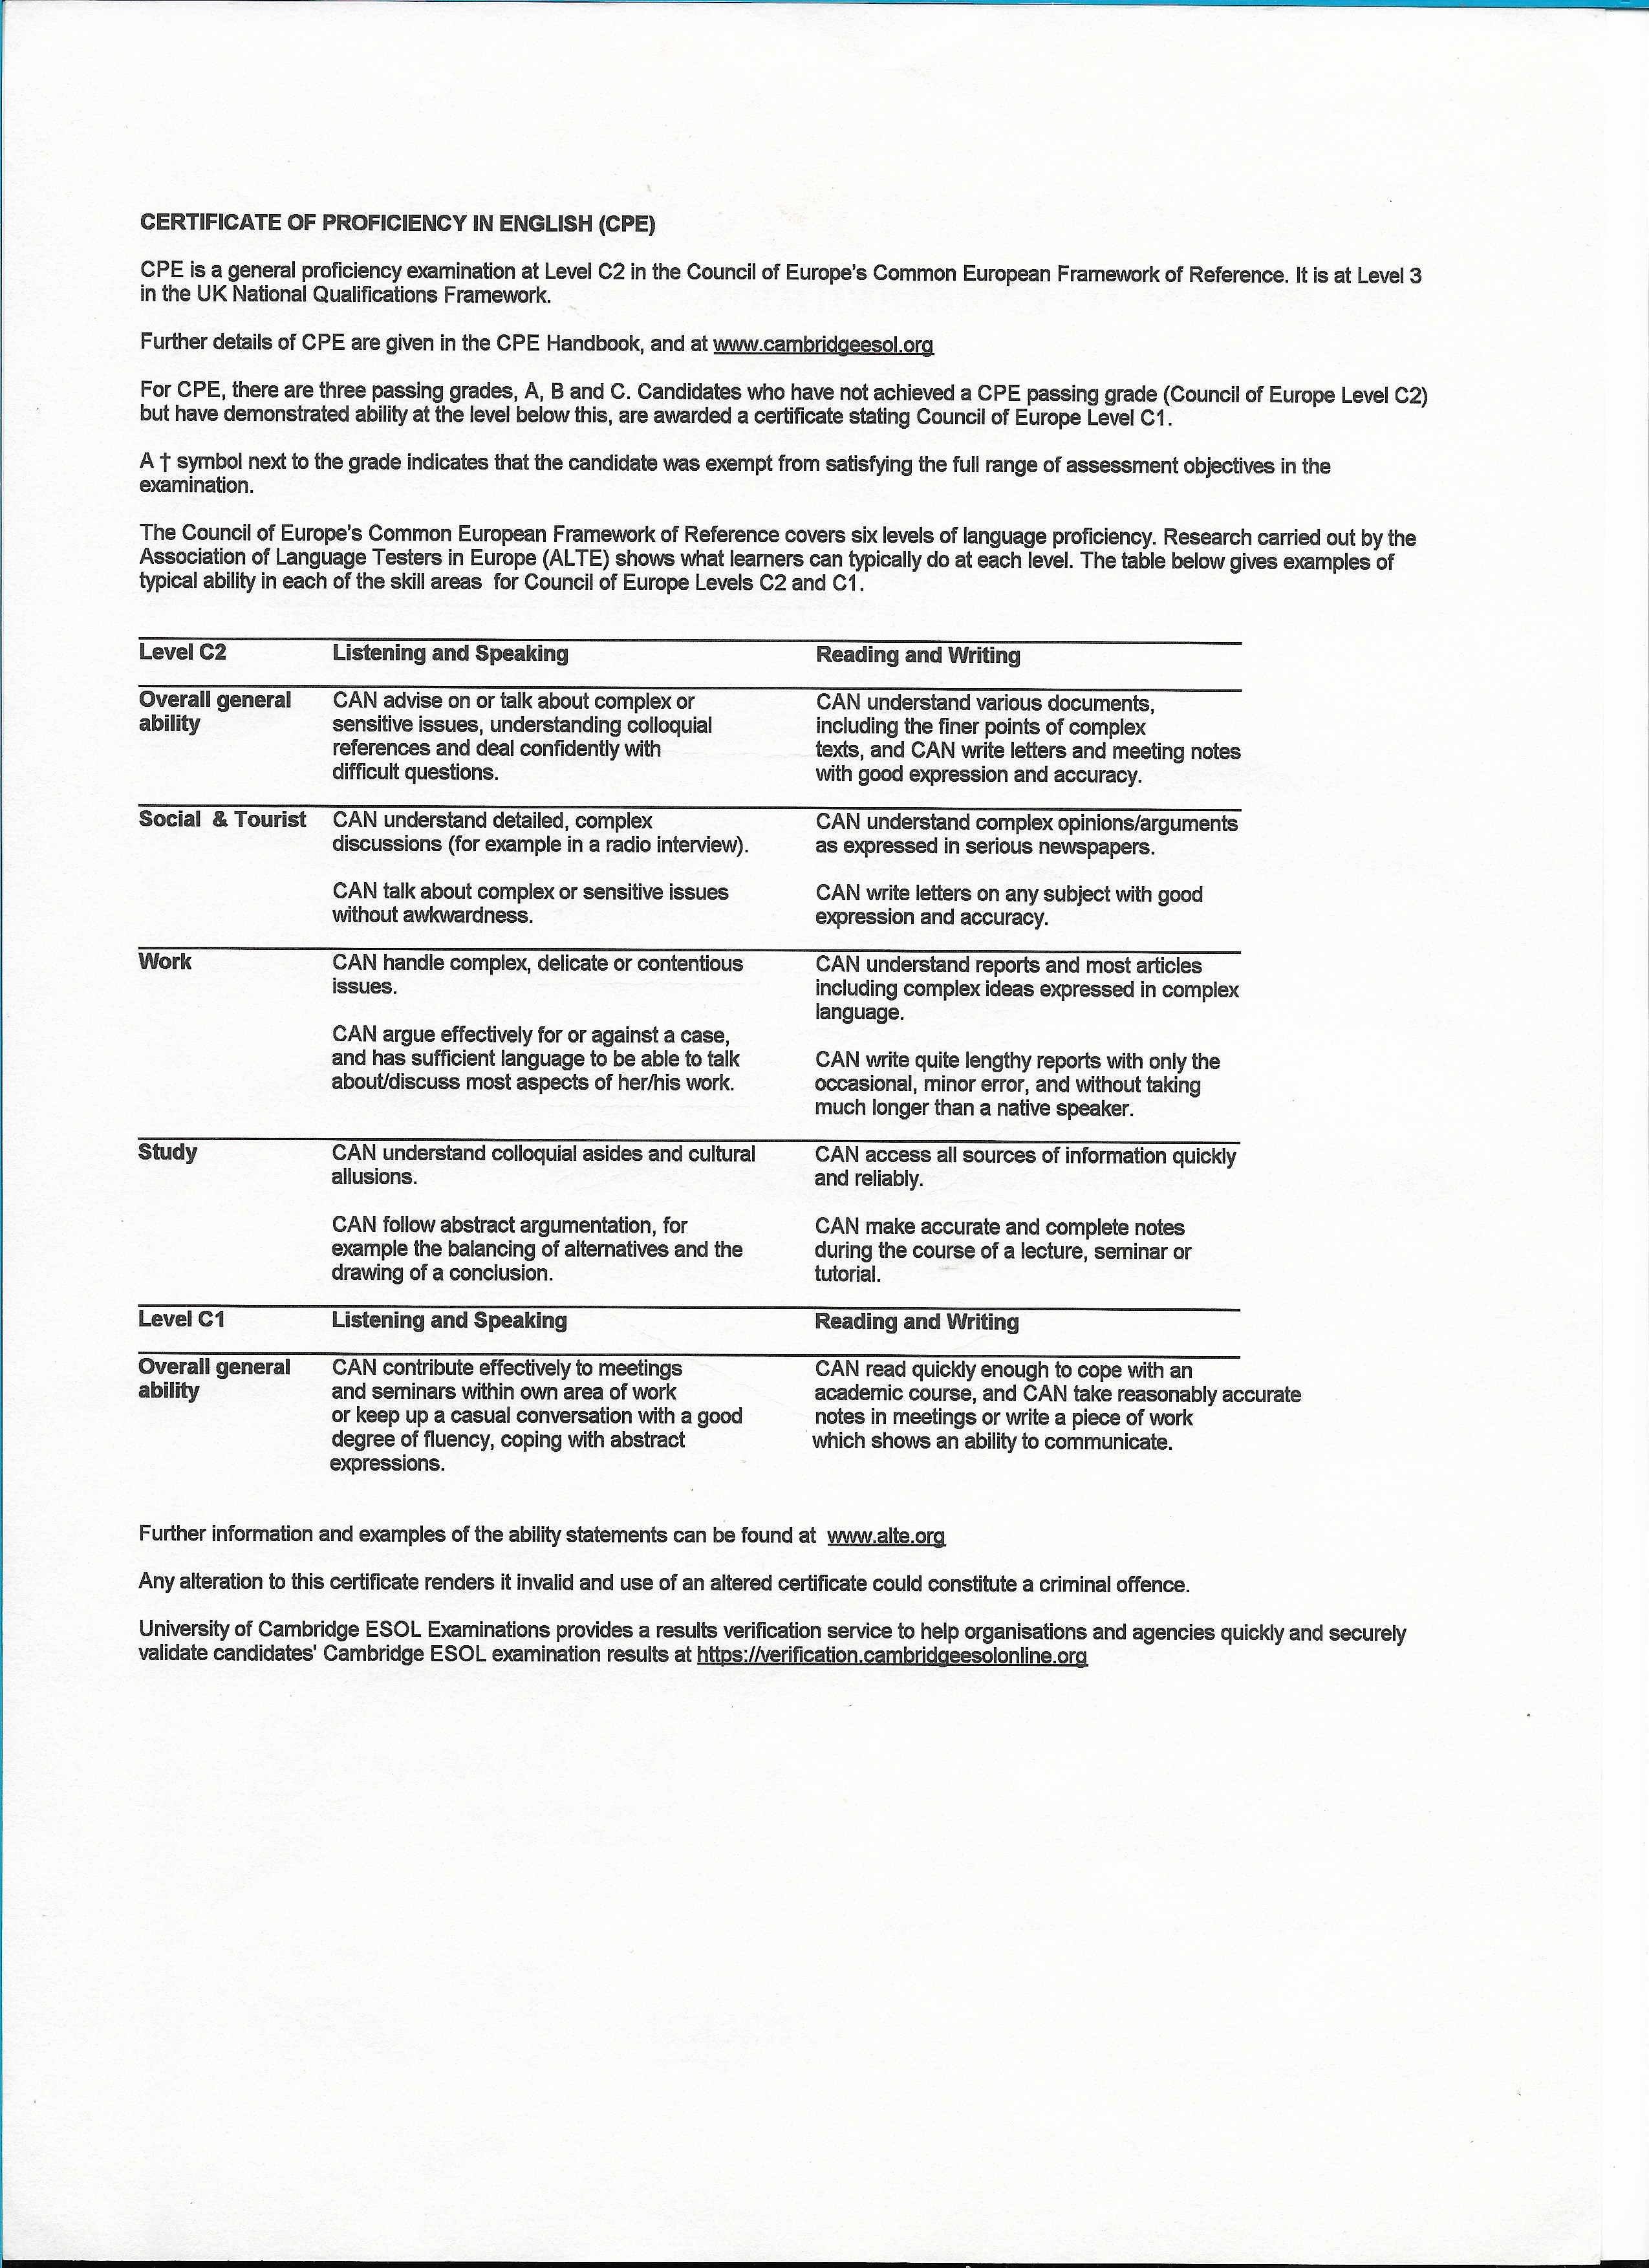 CERTIFICATE OF PROFICIENCY IN ENGLISH (CPE)
CPE is a general proficiency examination at Level C2 in the Council of Europe's Common European Framework of Reference. It is at Level 3
in the UK National Qualifications Framework.
Further details of CPE are given in the CPE Handbook, and at www.cambridgeesol.org
For CPE, there are three passing grades, A, B and C. Candidates who have not achieved a CPE passing grade (Council of Europe Level C2)
but have demonstrated ability at the level below this, are awarded a certificate stating Council of Europe Level C1.
A † symbol next to the grade indicates that the candidate was exempt from satisfying the full range of assessment objectives in the
examination.
The Council of Europe's Common European Framework of Reference covers six levels of language proficiency. Research carried out by the
Association of Language Testers in Europe (ALTE) shows what learners can typically do at each level. The table below gives examples of
typical ability in each of the skill areas for Council of Europe Levels C2 and C1.
Level C2
Listening and Speaking
Reading and Writing
Overall general
ability
CAN advise on or talk about complex or
sensitive issues, understanding colloquial
references and deal confidently with
difficult questions.
CAN understand various documents,
including the finer points of complex
texts, and CAN write letters and meeting notes
with good expression and accuracy.
Social & Tourist
CAN understand detailed, complex
discussions (for example in a radio interview).
CAN talk about complex or sensitive issues
without awkwardness.
CAN understand complex opinions/arguments
as expressed in serious newspapers.
CAN write letters on any subject with good
expression and accuracy.
Work
CAN handle complex, delicate or contentious
issues.
CAN argue effectively for or against a case,
and has sufficient language to be able to talk
about/discuss most aspects of her/his work.
CAN understand reports and most articles
including complex ideas expressed in complex
language.
CAN write quite lengthy reports with only the
occasional, minor error, and without taking
much longer than a native speaker.
Study
CAN understand colloquial asides and cultural
allusions.
CAN follow abstract argumentation, for
example the balancing of alternatives and the
drawing of a conclusion.
CAN access all sources of information quickly
and reliably.
CAN make accurate and complete notes
during the course of a lecture, seminar or
tutorial.
Level C1
Listening and Speaking
Reading and Writing
Overall general
ability
CAN contribute effectively to meetings
and seminars within own area of work
or keep up a casual conversation with a good
degree of fluency, coping with abstract
expressions.
CAN read quickly enough to cope with an
academic course, and CAN take reasonably accurate
notes in meetings or write a piece of work
which shows an ability to communicate.
Further information and examples of the ability statements can be found at www.alte.org
Any alteration to this certificate renders it invalid and use of an altered certificate could constitute a criminal offence.
University of Cambridge ESOL Examinations provides a results verification service to help organisations and agencies quickly and securely
validate candidates' Cambridge ESOL examination results at https://verification.cambridgeesolonline.org